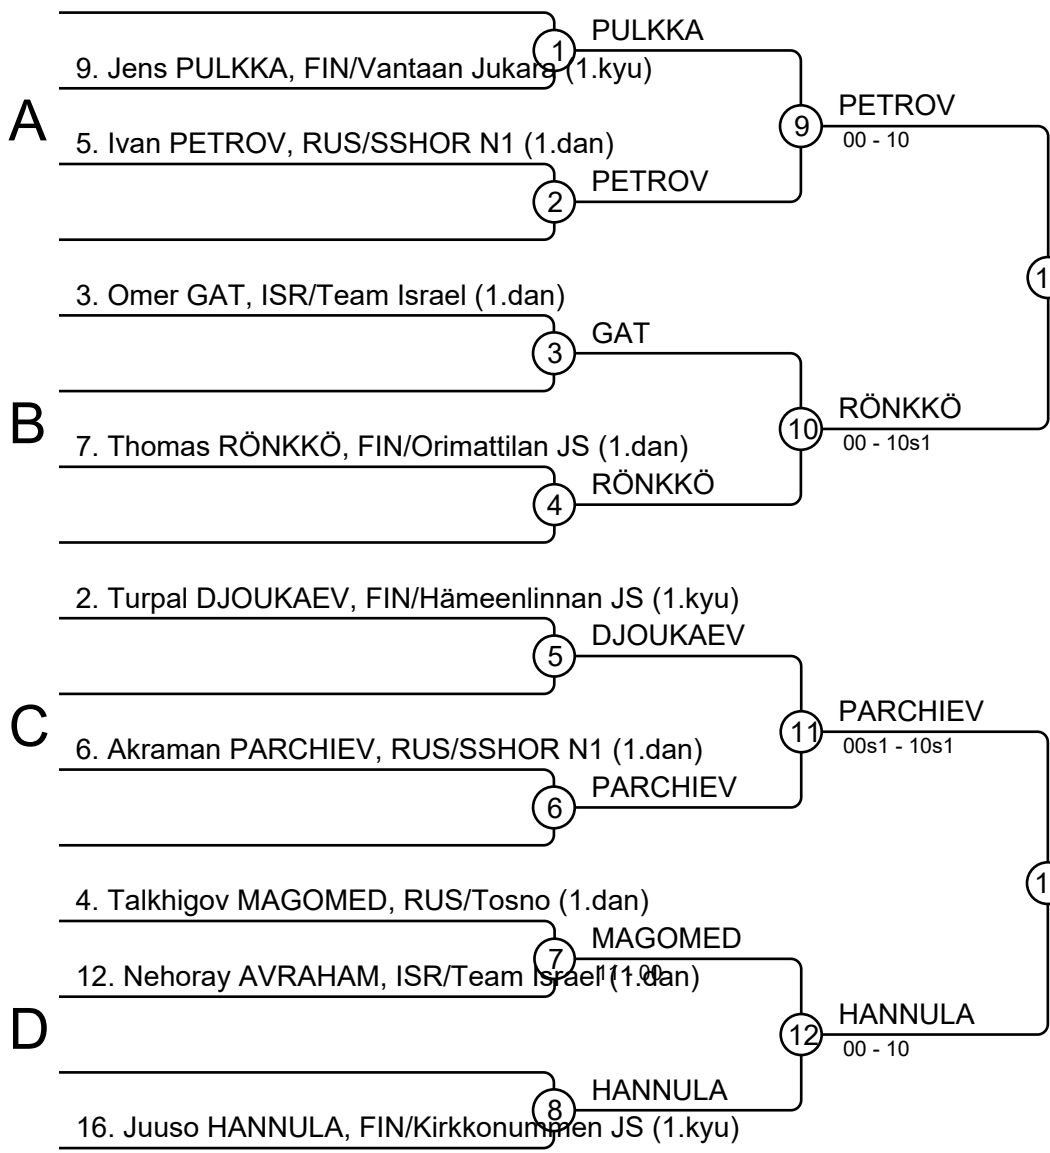 PULKKA
1
9. Jens PULKKA, FIN/Vantaan Jukara (1.kyu)
A
PETROV
9
00 - 10
5. Ivan PETROV, RUS/SSHOR N1 (1.dan)
PETROV
2
3. Omer GAT, ISR/Team Israel (1.dan)
1
GAT
3
B
RÖNKKÖ
10
00 - 10s1
7. Thomas RÖNKKÖ, FIN/Orimattilan JS (1.dan)
RÖNKKÖ
4
2. Turpal DJOUKAEV, FIN/Hämeenlinnan JS (1.kyu)
DJOUKAEV
5
C
PARCHIEV
11
00s1 - 10s1
6. Akraman PARCHIEV, RUS/SSHOR N1 (1.dan)
PARCHIEV
6
1
4. Talkhigov MAGOMED, RUS/Tosno (1.dan)
MAGOMED
7
12. Nehoray AVRAHAM, ISR/Team Israel (1.dan)
D
HANNULA
12
00 - 10
HANNULA
8
16. Juuso HANNULA, FIN/Kirkkonummen JS (1.kyu)